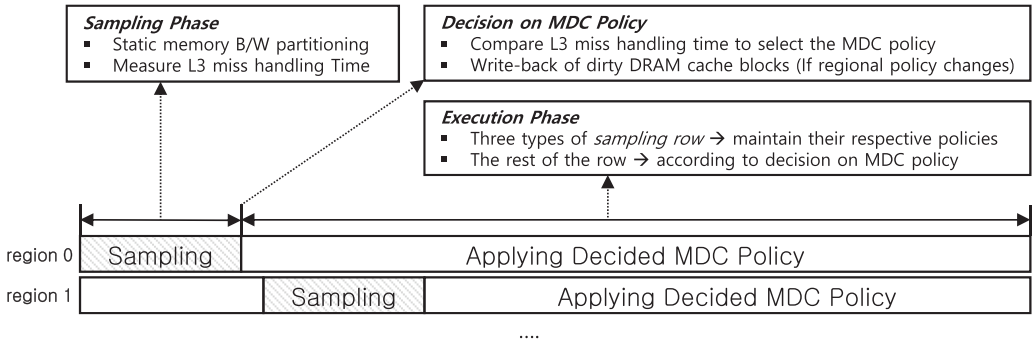 Sampling Phase
▪ Static memory B/W partitioning
▪ Measure L3 miss handling Time
Decision on MDC Policy
▪ Compare L3 miss handling time to select the MDC policy
▪ Write-back of dirty DRAM cache blocks (If regional policy changes)
Execution Phase
▪ Three types of sampling row → maintain their respective policies
▪ The rest of the row → according to decision on MDC policy
region 0
Sampling
Applying Decided MDC Policy
region 1
Sampling
Applying Decided MDC Policy
....